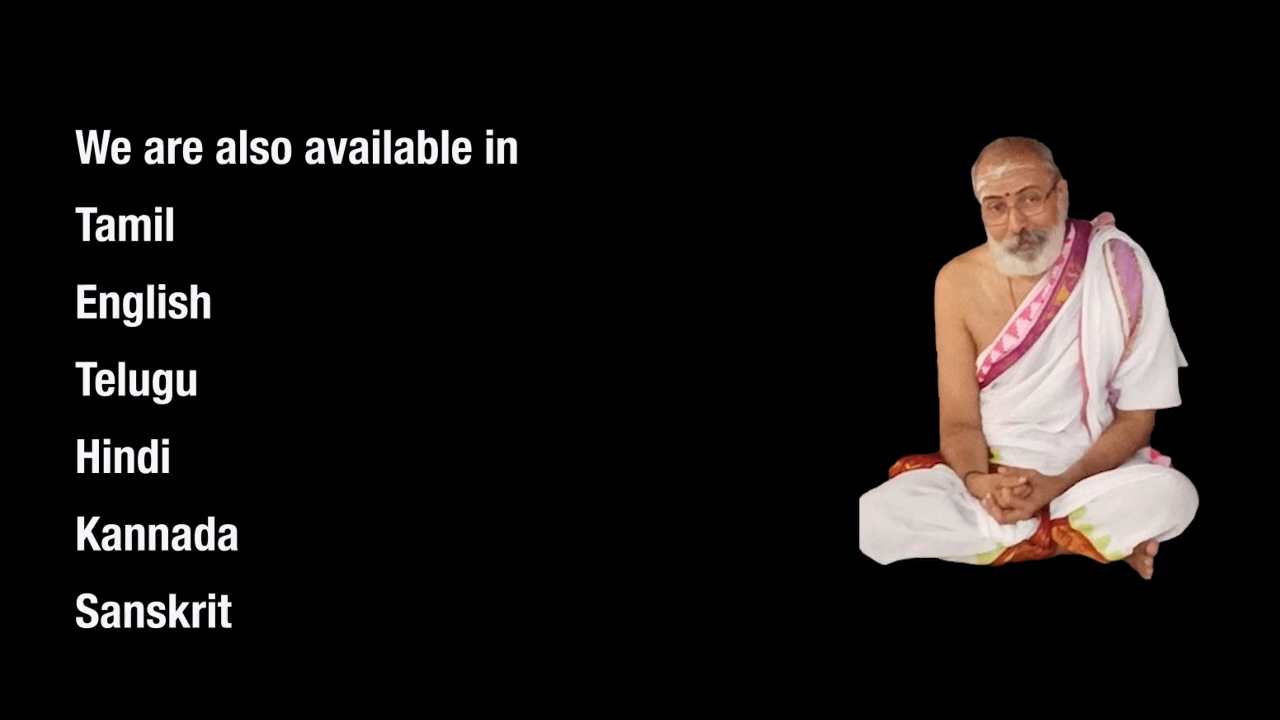 We are also available in
Tamil
English
Telugu
Hindi
Kannada
Sanskrit